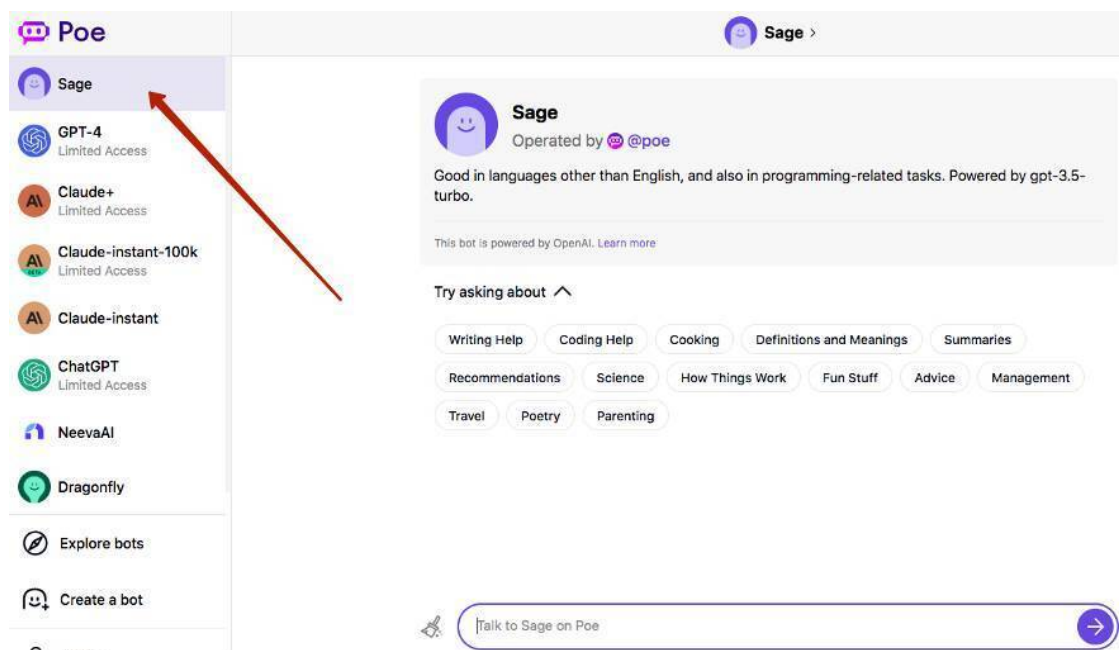 Poe
Sage
GPT-4
Limited Access
Claude+
Limited Access
Claude-instant-100k
Limited Access
Claude-instant
ChatGPT
Limited Access
NeevaAI
Dragonfly
Explore bots
Create a bot
Sage >
Sage
Operated by @poe
Good in languages other than English, and also in programming-related tasks. Powered by gpt-3.5-
turbo.
This bot is powered by OpenAI. Learn more
Try asking about
Writing Help Coding Help Cooking Definitions and Meanings Summaries
Recommendations Science How Things Work Fun Stuff Advice Management
Travel Poetry Parenting
Talk to Sage on Poe